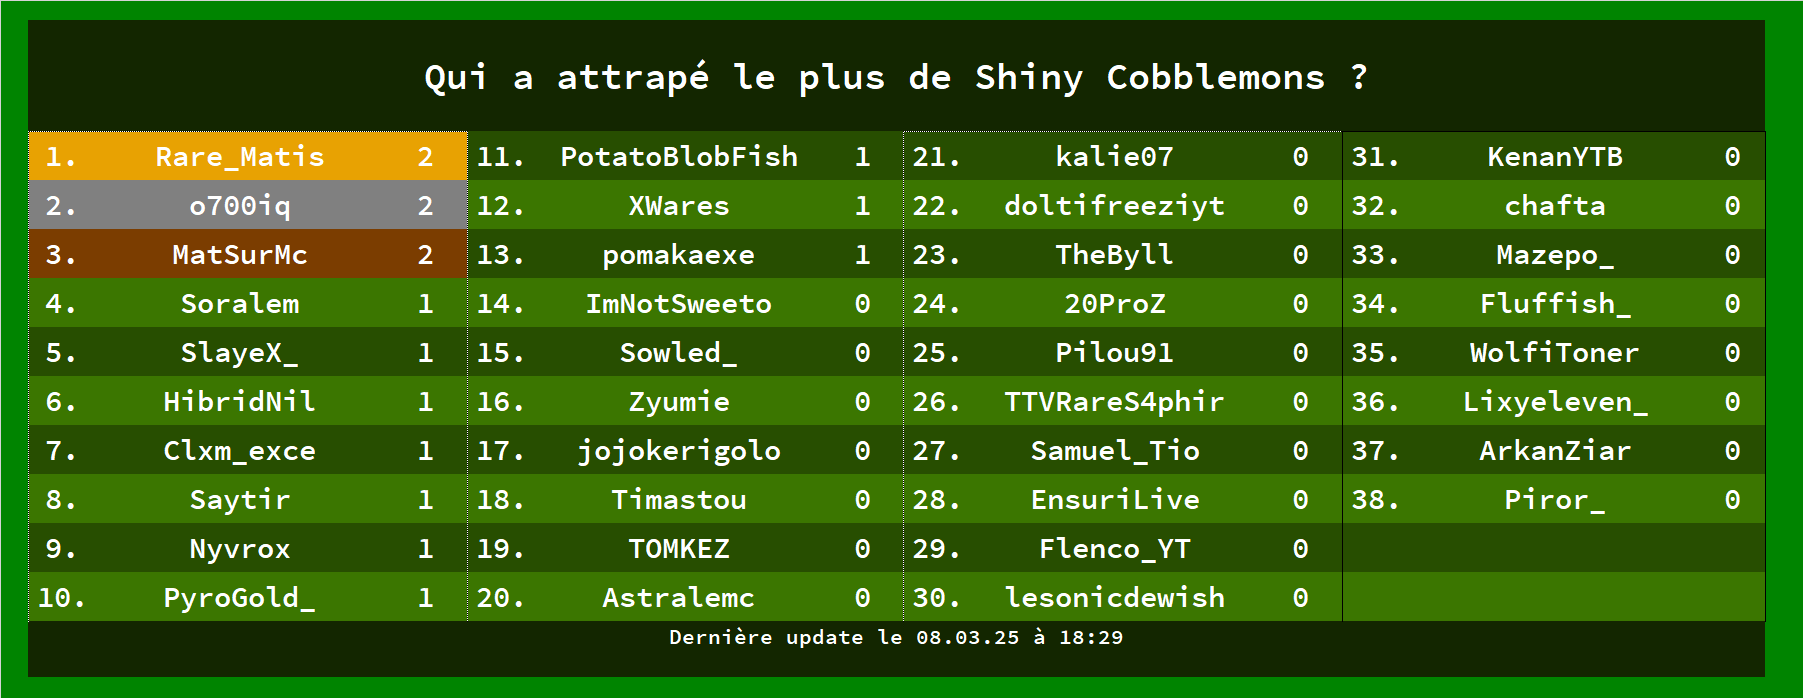 Qui a attrapé le plus de Shiny Cobblemons ?
1. Rare_Matis 2
2. o700iq 2
3. MatSurMc 2
4. Soralem 1
5. SlayeX_ 1
6. HibridNil 1
7. Clxm_exce 1
8. Saytir 1
9. Nyvrox 1
10. PyroGold_ 1
11. PotatoBlobFish 1
12. XWares 1
13. pomakaexe 1
14. ImNotSweeto 0
15. Sowled_ 0
16. Zyumie 0
17. jojokerigolo 0
18. Timastou 0
19. TOMKEZ 0
20. Astralemc 0
21. kalie07 0
22. doltifreeziyt 0
23. TheByll 0
24. 20ProZ 0
25. Pilou91 0
26. TTVRareS4phir 0
27. Samuel_Tio 0
28. EnsuriLive 0
29. Flenco_YT 0
30. lesonicdewish 0
31. KenanYTB 0
32. chafta 0
33. Mazepo_ 0
34. Fluffish_ 0
35. WolfiToner 0
36. Lixyeleven_ 0
37. ArkanZiar 0
38. Piror_ 0
Dernière update le 08.03.25 à 18:29